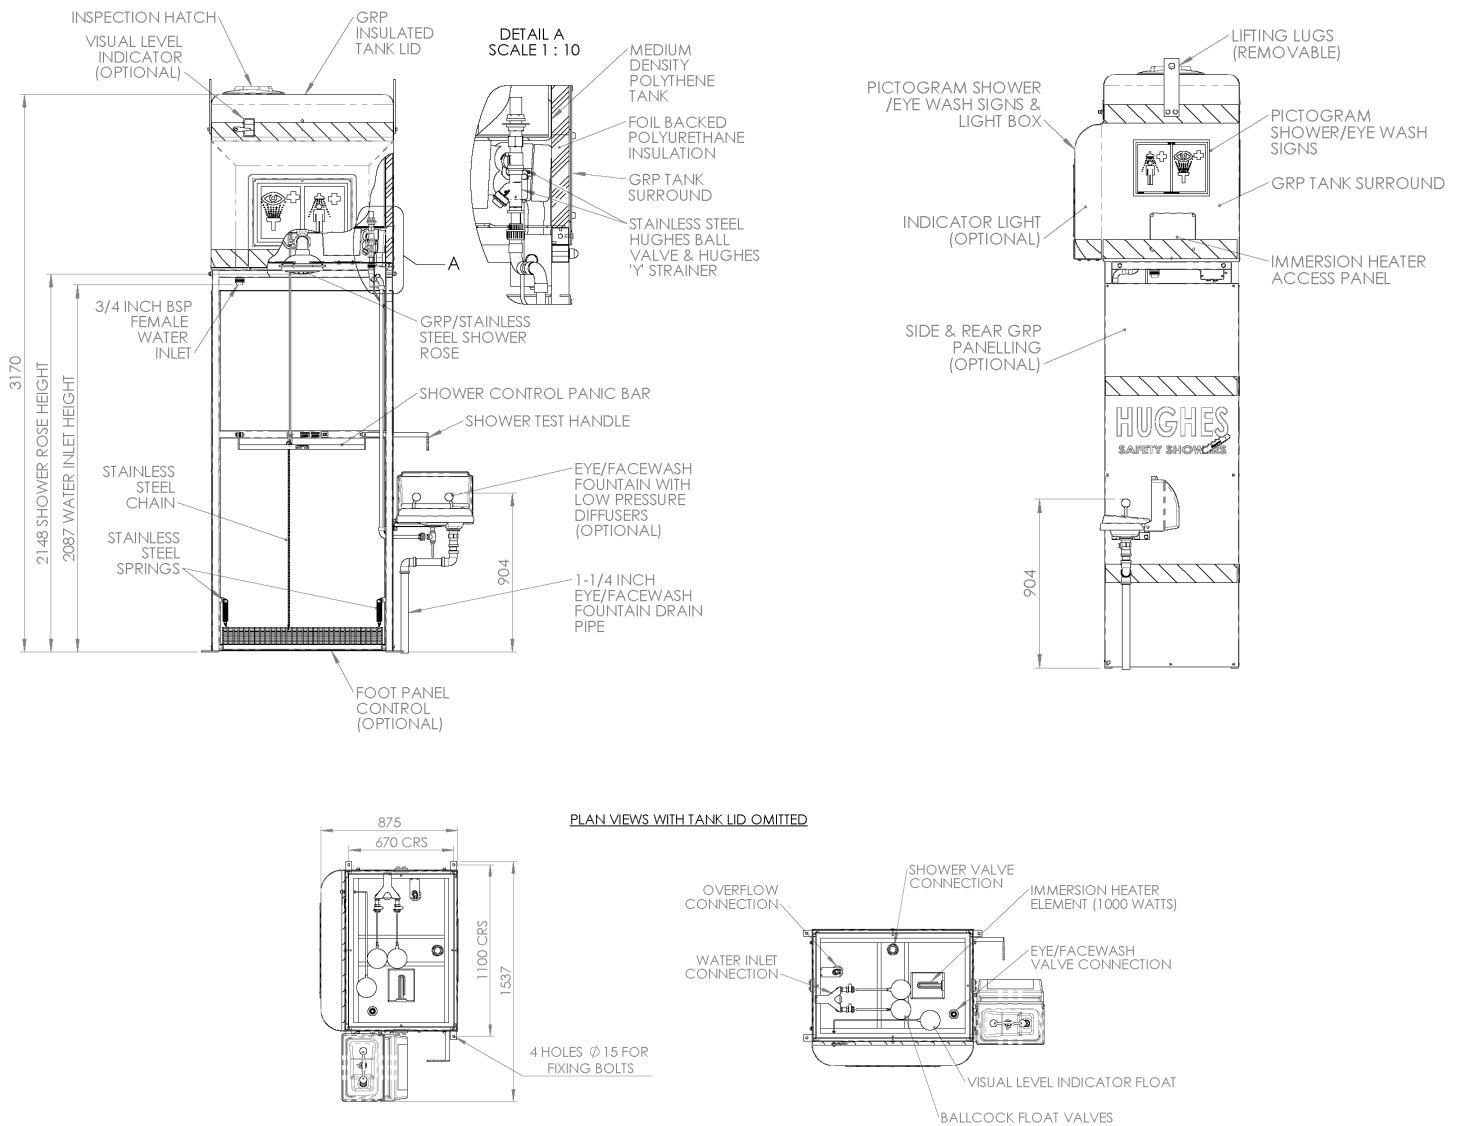 INSPECTION HATCH
VISUAL LEVEL
INDICATOR
(OPTIONAL)
GRP
INSULATED
TANK LID
DETAIL A
SCALE 1 : 10
MEDIUM
DENSITY
POLYTHENE
TANK
FOIL BACKED
POLYURETHANE
INSULATION
GRP TANK
SURROUND
STAINLESS STEEL
HUGHES BALL
VALVE & HUGHES
'Y' STRAINER
A
3/4 INCH BSP
FEMALE
WATER
INLET
GRP/STAINLESS
STEEL SHOWER
ROSE
3170
2148 SHOWER ROSE HEIGHT
2087 WATER INLET HEIGHT
SHOWER CONTROL PANIC BAR
SHOWER TEST HANDLE
STAINLESS
STEEL
CHAIN
STAINLESS
STEEL
SPRINGS
EYE/FACEWASH
FOUNTAIN WITH
LOW PRESSURE
DIFFUSERS
(OPTIONAL)
904
1-1/4 INCH
EYE/FACEWASH
FOUNTAIN DRAIN
PIPE
FOOT PANEL
CONTROL
(OPTIONAL)
LIFTING LUGS
(REMOVABLE)
PICTOGRAM SHOWER
/EYE WASH SIGNS &
LIGHT BOX
PICTOGRAM
SHOWER/EYE WASH
SIGNS
GRP TANK SURROUND
INDICATOR LIGHT
(OPTIONAL)
IMMERSION HEATER
ACCESS PANEL
SIDE & REAR GRP
PANELLING
(OPTIONAL)
HUGHES
SAFETY SHOWERS
904
PLAN VIEWS WITH TANK LID OMITTED
875
670 CRS
1100 CRS
1537
4 HOLES Ø 15 FOR
FIXING BOLTS
SHOWER VALVE
CONNECTION
OVERFLOW
CONNECTION
IMMERSION HEATER
ELEMENT (1000 WATTS)
WATER INLET
CONNECTION
EYE/FACEWASH
VALVE CONNECTION
VISUAL LEVEL INDICATOR FLOAT
BALLCOCK FLOAT VALVES